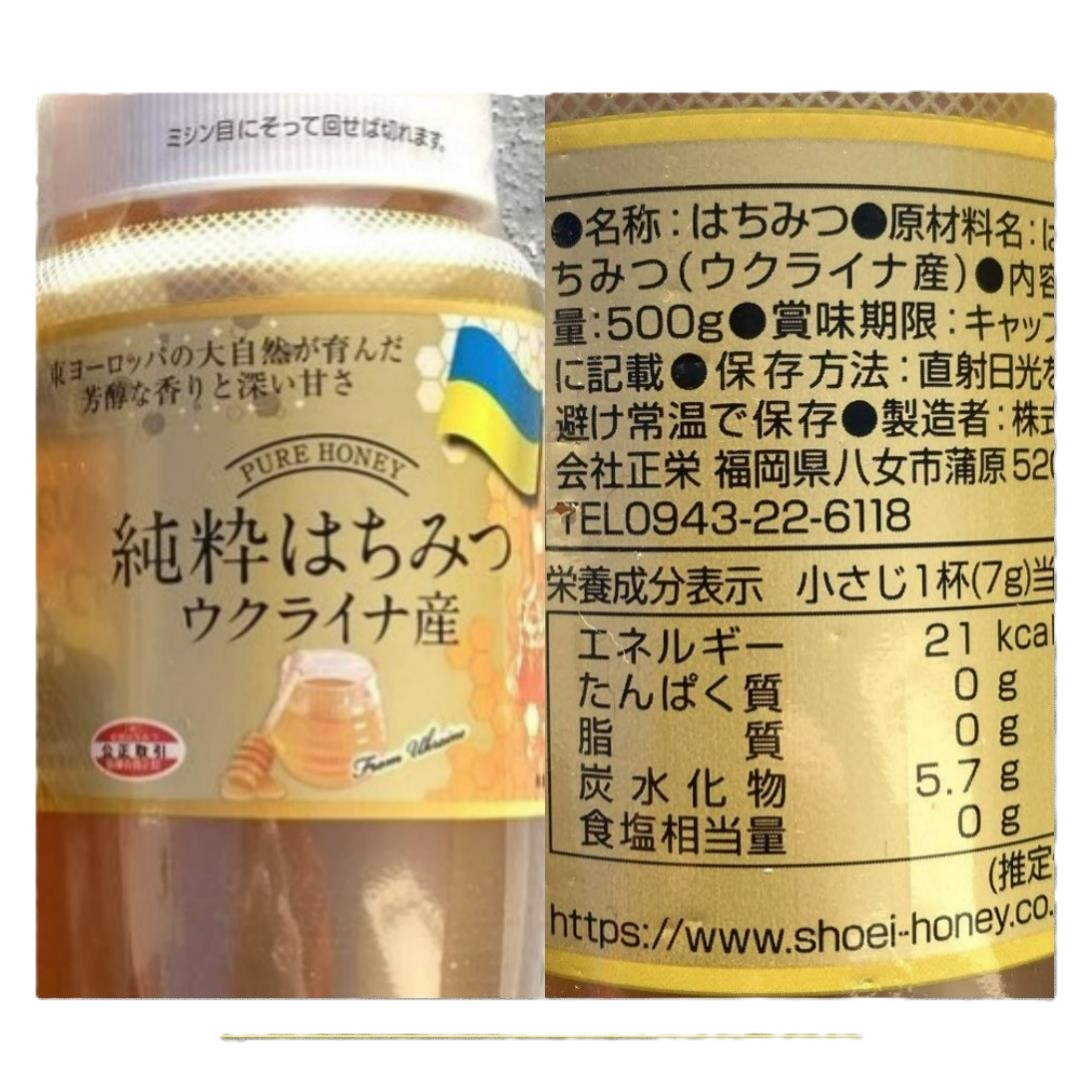 ミシン目にそって回せば切れます。
東ヨーロッパの大自然が育んだ
芳醇な香りと深い甘さ
PURE HONEY
純粋はちみつ
ウクライナ産
公正取引
From Ukraine
●名称：はちみつ●原材料名：は
ちみつ（ウクライナ産）●内容
量：500g●賞味期限：キャップ
に記載●保存方法：直射日光を
避け常温で保存●製造者：株式
会社正栄 福岡県八女市蒲原520
TEL0943-22-6118
栄養成分表示 小さじ1杯(7g)当
エネルギー 21 kcal
たんぱく質 0 g
脂質 0 g
炭水化物 5.7 g
食塩相当量 0 g
(推定
https://www.shoei-honey.co.